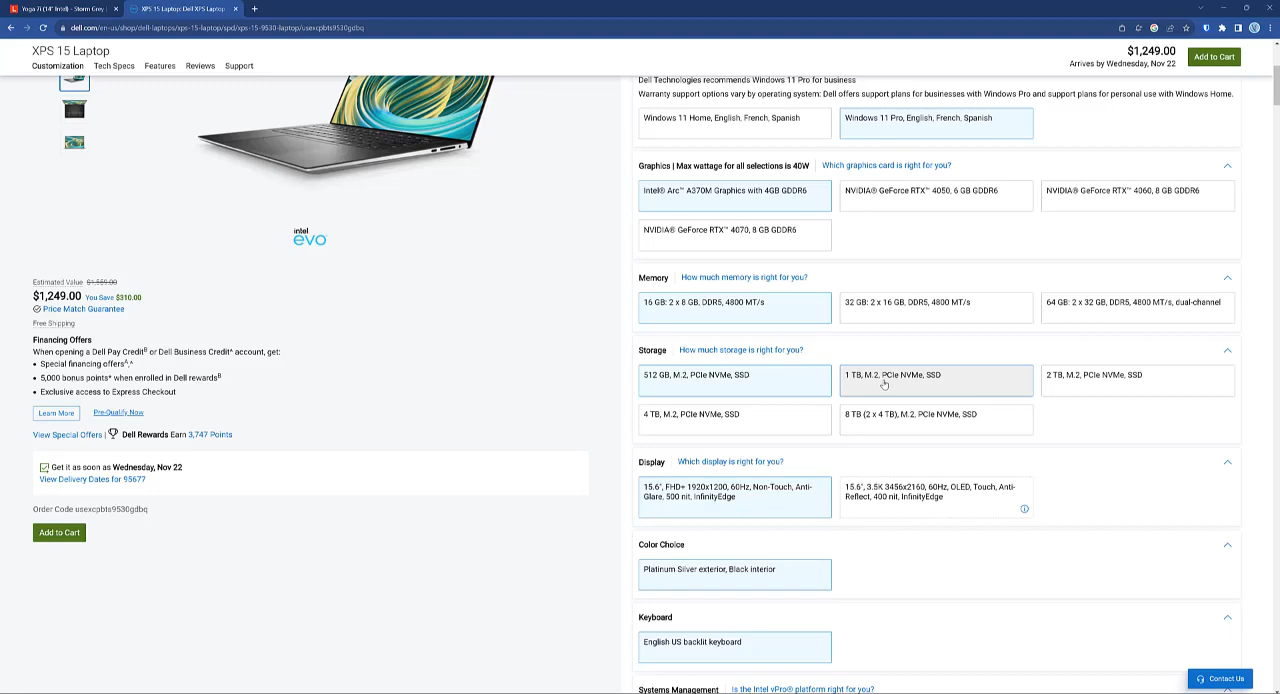 Yoga 7i (14" Intel) - Storm Grey |
XPS 15 Laptop: Dell XPS Laptops
dell.com/en-us/shop/dell-laptops/xps-15-laptop/spd/xps-15-9530-laptop/usexcpbts9530gdbq
XPS 15 Laptop
$1,249.00
Arrives by Wednesday, Nov 22
Add to Cart
Customization Tech Specs Features Reviews Support
Dell Technologies recommends Windows 11 Pro for business
Warranty support options vary by operating system: Dell offers support plans for businesses with Windows Pro and support plans for personal use with Windows Home.
Windows 11 Home, English, French, Spanish
Windows 11 Pro, English, French, Spanish
Graphics | Max wattage for all selections is 40W
Which graphics card is right for you?
Intel® Arc™ A370M Graphics with 4GB GDDR6
NVIDIA® GeForce RTX™ 4050, 6 GB GDDR6
NVIDIA® GeForce RTX™ 4060, 8 GB GDDR6
NVIDIA® GeForce RTX™ 4070, 8 GB GDDR6
intel
evo
Estimated Value $1,559.00
$1,249.00 You Save $310.00
Price Match Guarantee
Free Shipping
Financing Offers
When opening a Dell Pay Creditᴮ or Dell Business Credit^ account, get:
• Special financing offersᴬ,^
• 5,000 bonus points* when enrolled in Dell rewardsᴮ
• Exclusive access to Express Checkout
Learn More
Pre-Qualify Now
View Special Offers | Dell Rewards Earn 3,747 Points
Get it as soon as Wednesday, Nov 22
View Delivery Dates for 95677
Order Code usexcpbts9530gdbq
Add to Cart
Memory
How much memory is right for you?
16 GB: 2 x 8 GB, DDR5, 4800 MT/s
32 GB: 2 x 16 GB, DDR5, 4800 MT/s
64 GB: 2 x 32 GB, DDR5, 4800 MT/s, dual-channel
Storage
How much storage is right for you?
512 GB, M.2, PCIe NVMe, SSD
1 TB, M.2, PCIe NVMe, SSD
2 TB, M.2, PCIe NVMe, SSD
4 TB, M.2, PCIe NVMe, SSD
8 TB (2 x 4 TB), M.2, PCIe NVMe, SSD
Display
Which display is right for you?
15.6", FHD+ 1920x1200, 60Hz, Non-Touch, Anti-
Glare, 500 nit, InfinityEdge
15.6", 3.5K 3456x2160, 60Hz, OLED, Touch, Anti-
Reflect, 400 nit, InfinityEdge
Color Choice
Platinum Silver exterior, Black interior
Keyboard
English US backlit keyboard
Systems Management
Is the Intel vPro® platform right for you?
Contact Us